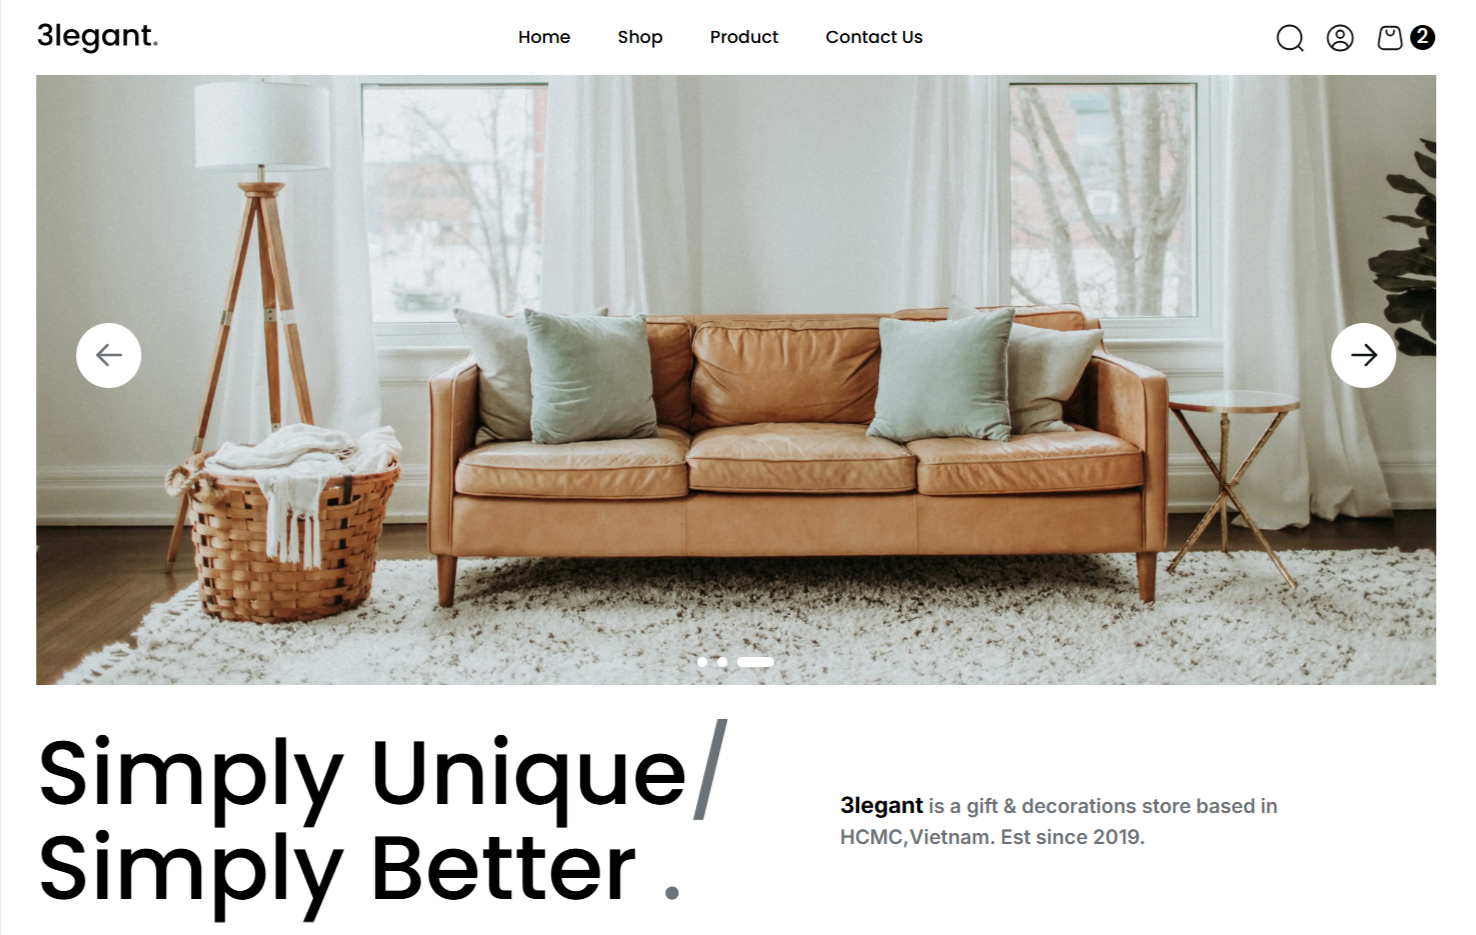 3legant.
Home Shop Product Contact Us
2
Simply Unique/
Simply Better .
3legant is a gift & decorations store based in
HCMC,Vietnam. Est since 2019.